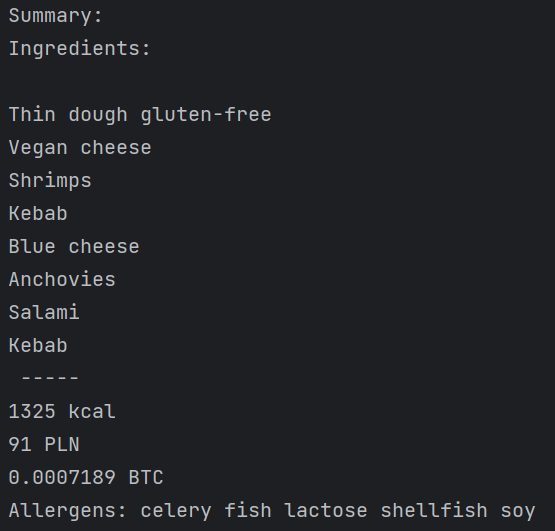 Summary:
Ingredients:

Thin dough gluten-free
Vegan cheese
Shrimps
Kebab
Blue cheese
Anchovies
Salami
Kebab
 -----
1325 kcal
91 PLN
0.0007189 BTC
Allergens: celery fish lactose shellfish soy